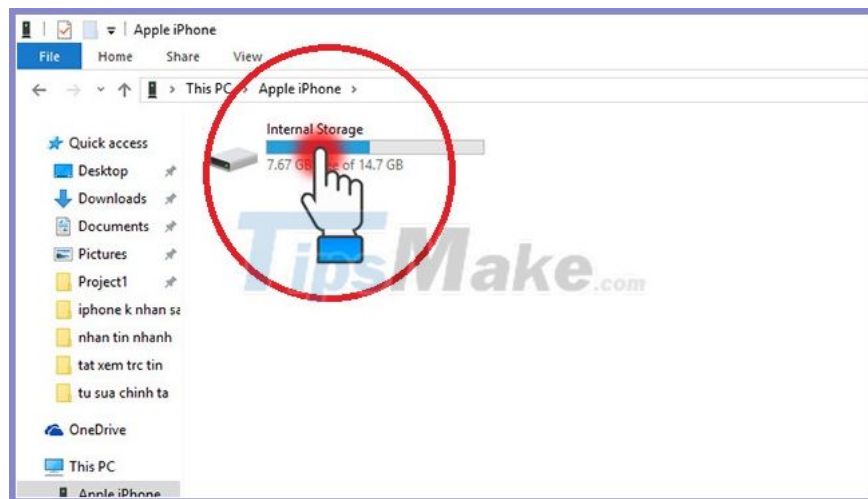 Apple iPhone
File Home Share View
This PC > Apple iPhone >
Internal Storage
7.67 GB of 14.7 GB
TipsMake.com
Quick access
Desktop
Downloads
Documents
Pictures
Project1
iphone k nhan sa
nhan tin nhanh
tat xem trc tin
tu sua chinh ta
OneDrive
This PC
Apple iPhone